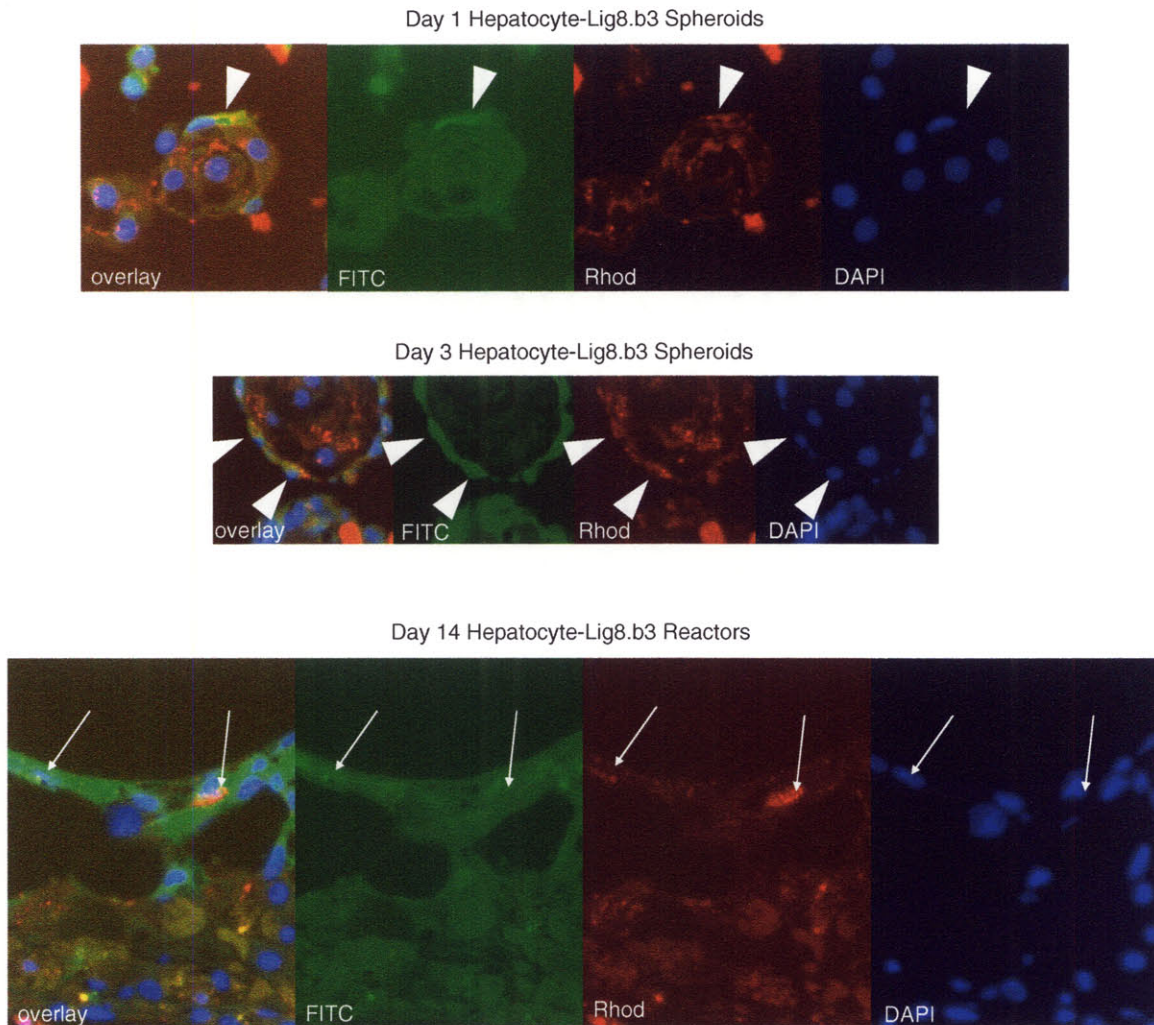 Day 1 Hepatocyte-Lig8.b3 Spheroids
overlay FITC Rhod DAPI
Day 3 Hepatocyte-Lig8.b3 Spheroids
overlay FITC Rhod DAPI
Day 14 Hepatocyte-Lig8.b3 Reactors
overlay FITC Rhod DAPI